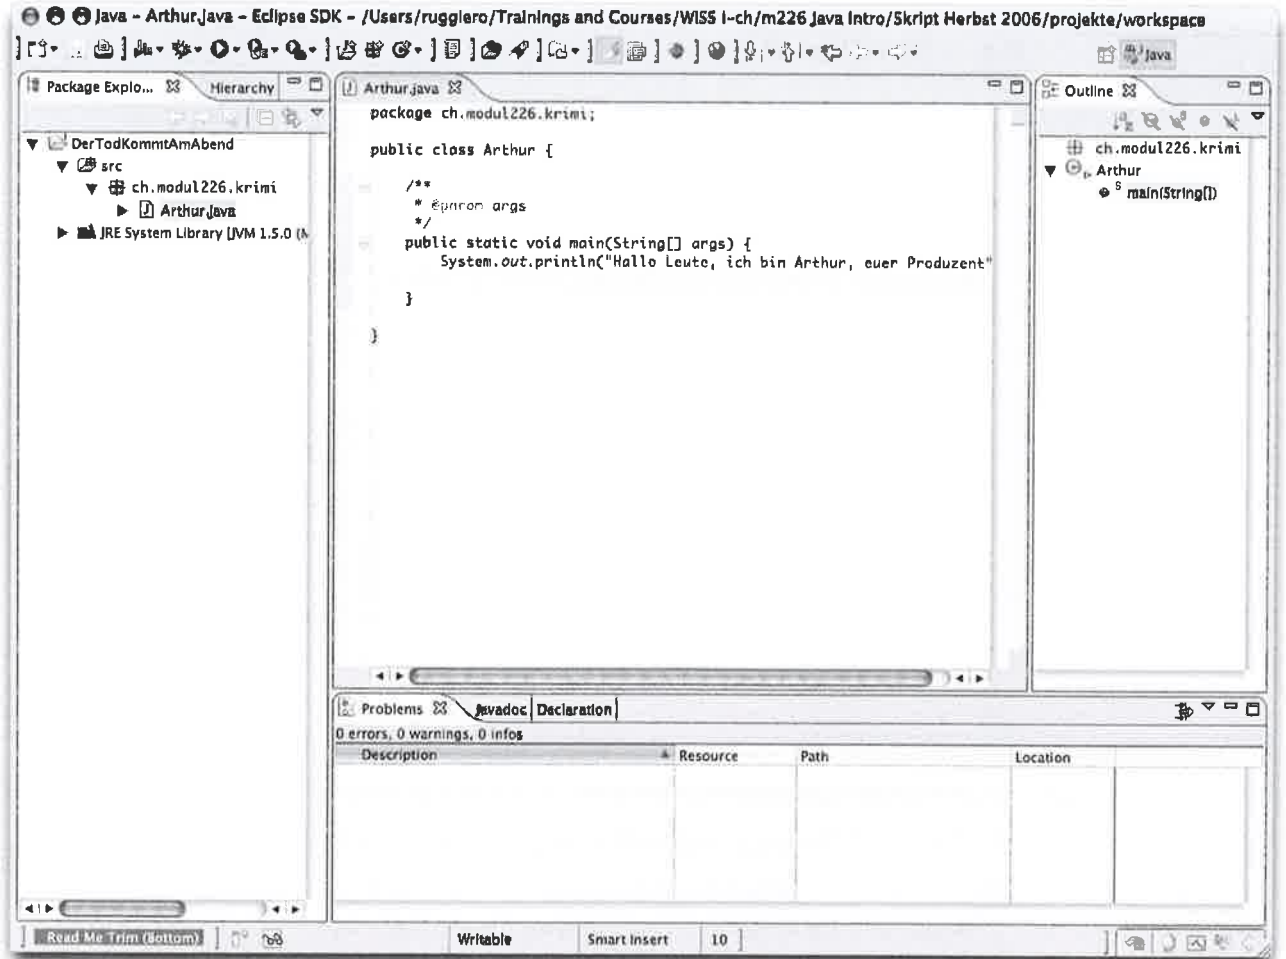 Java - Arthur.java - Eclipse SDK - /Users/ruggiero/Trainings and Courses/WISS I-ch/m226 Java Intro/Skript Herbst 2006/projekte/workspace
Java
Package Explo...
Hierarchy
DerTodKommtAmAbend
src
ch.modul226.krimi
Arthur.java
JRE System Library [JVM 1.5.0 (M
Arthur.java
package ch.modul226.krimi;
public class Arthur {
/**
* @param args
*/
public static void main(String[] args) {
System.out.println("Hallo Leute, ich bin Arthur, euer Produzent"
}
}
Outline
ch.modul226.krimi
Arthur
main(String[])
Problems Javadoc Declaration
0 errors, 0 warnings, 0 infos
Description Resource Path Location
Read Me Trim (Bottom) Writable Smart Insert 10